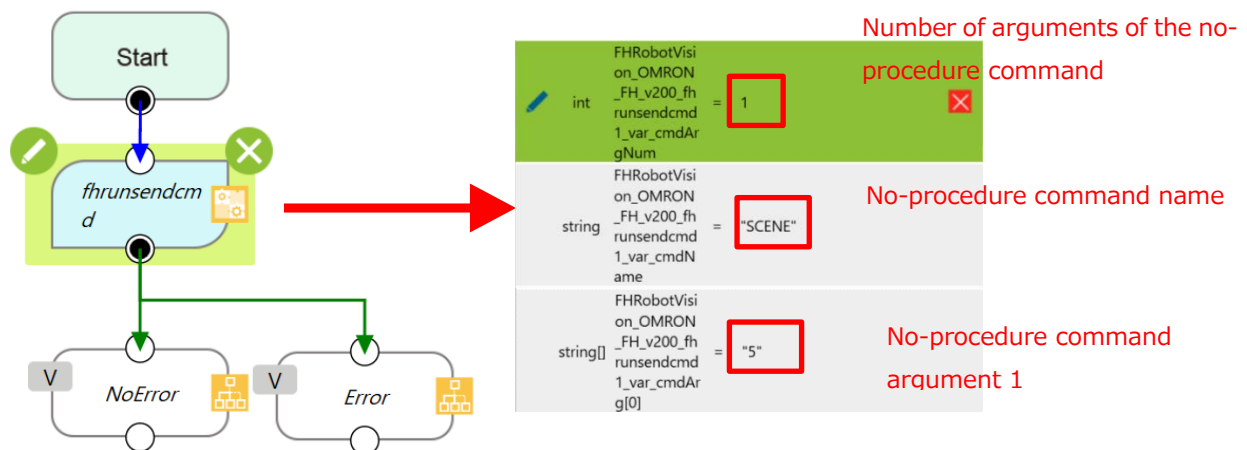 Start
fhrunsendcm
d
V
NoError
V
Error
FHRobotVisi
on_OMRON
_FH_v200_fh
runsendcmd
1_var_cmdAr
gNum
int
=
1
FHRobotVisi
on_OMRON
_FH_v200_fh
runsendcmd
1_var_cmdN
ame
string
=
"SCENE"
FHRobotVisi
on_OMRON
_FH_v200_fh
runsendcmd
1_var_cmdAr
g[0]
string[]
=
"5"
Number of arguments of the no-
procedure command
No-procedure command name
No-procedure command
argument 1